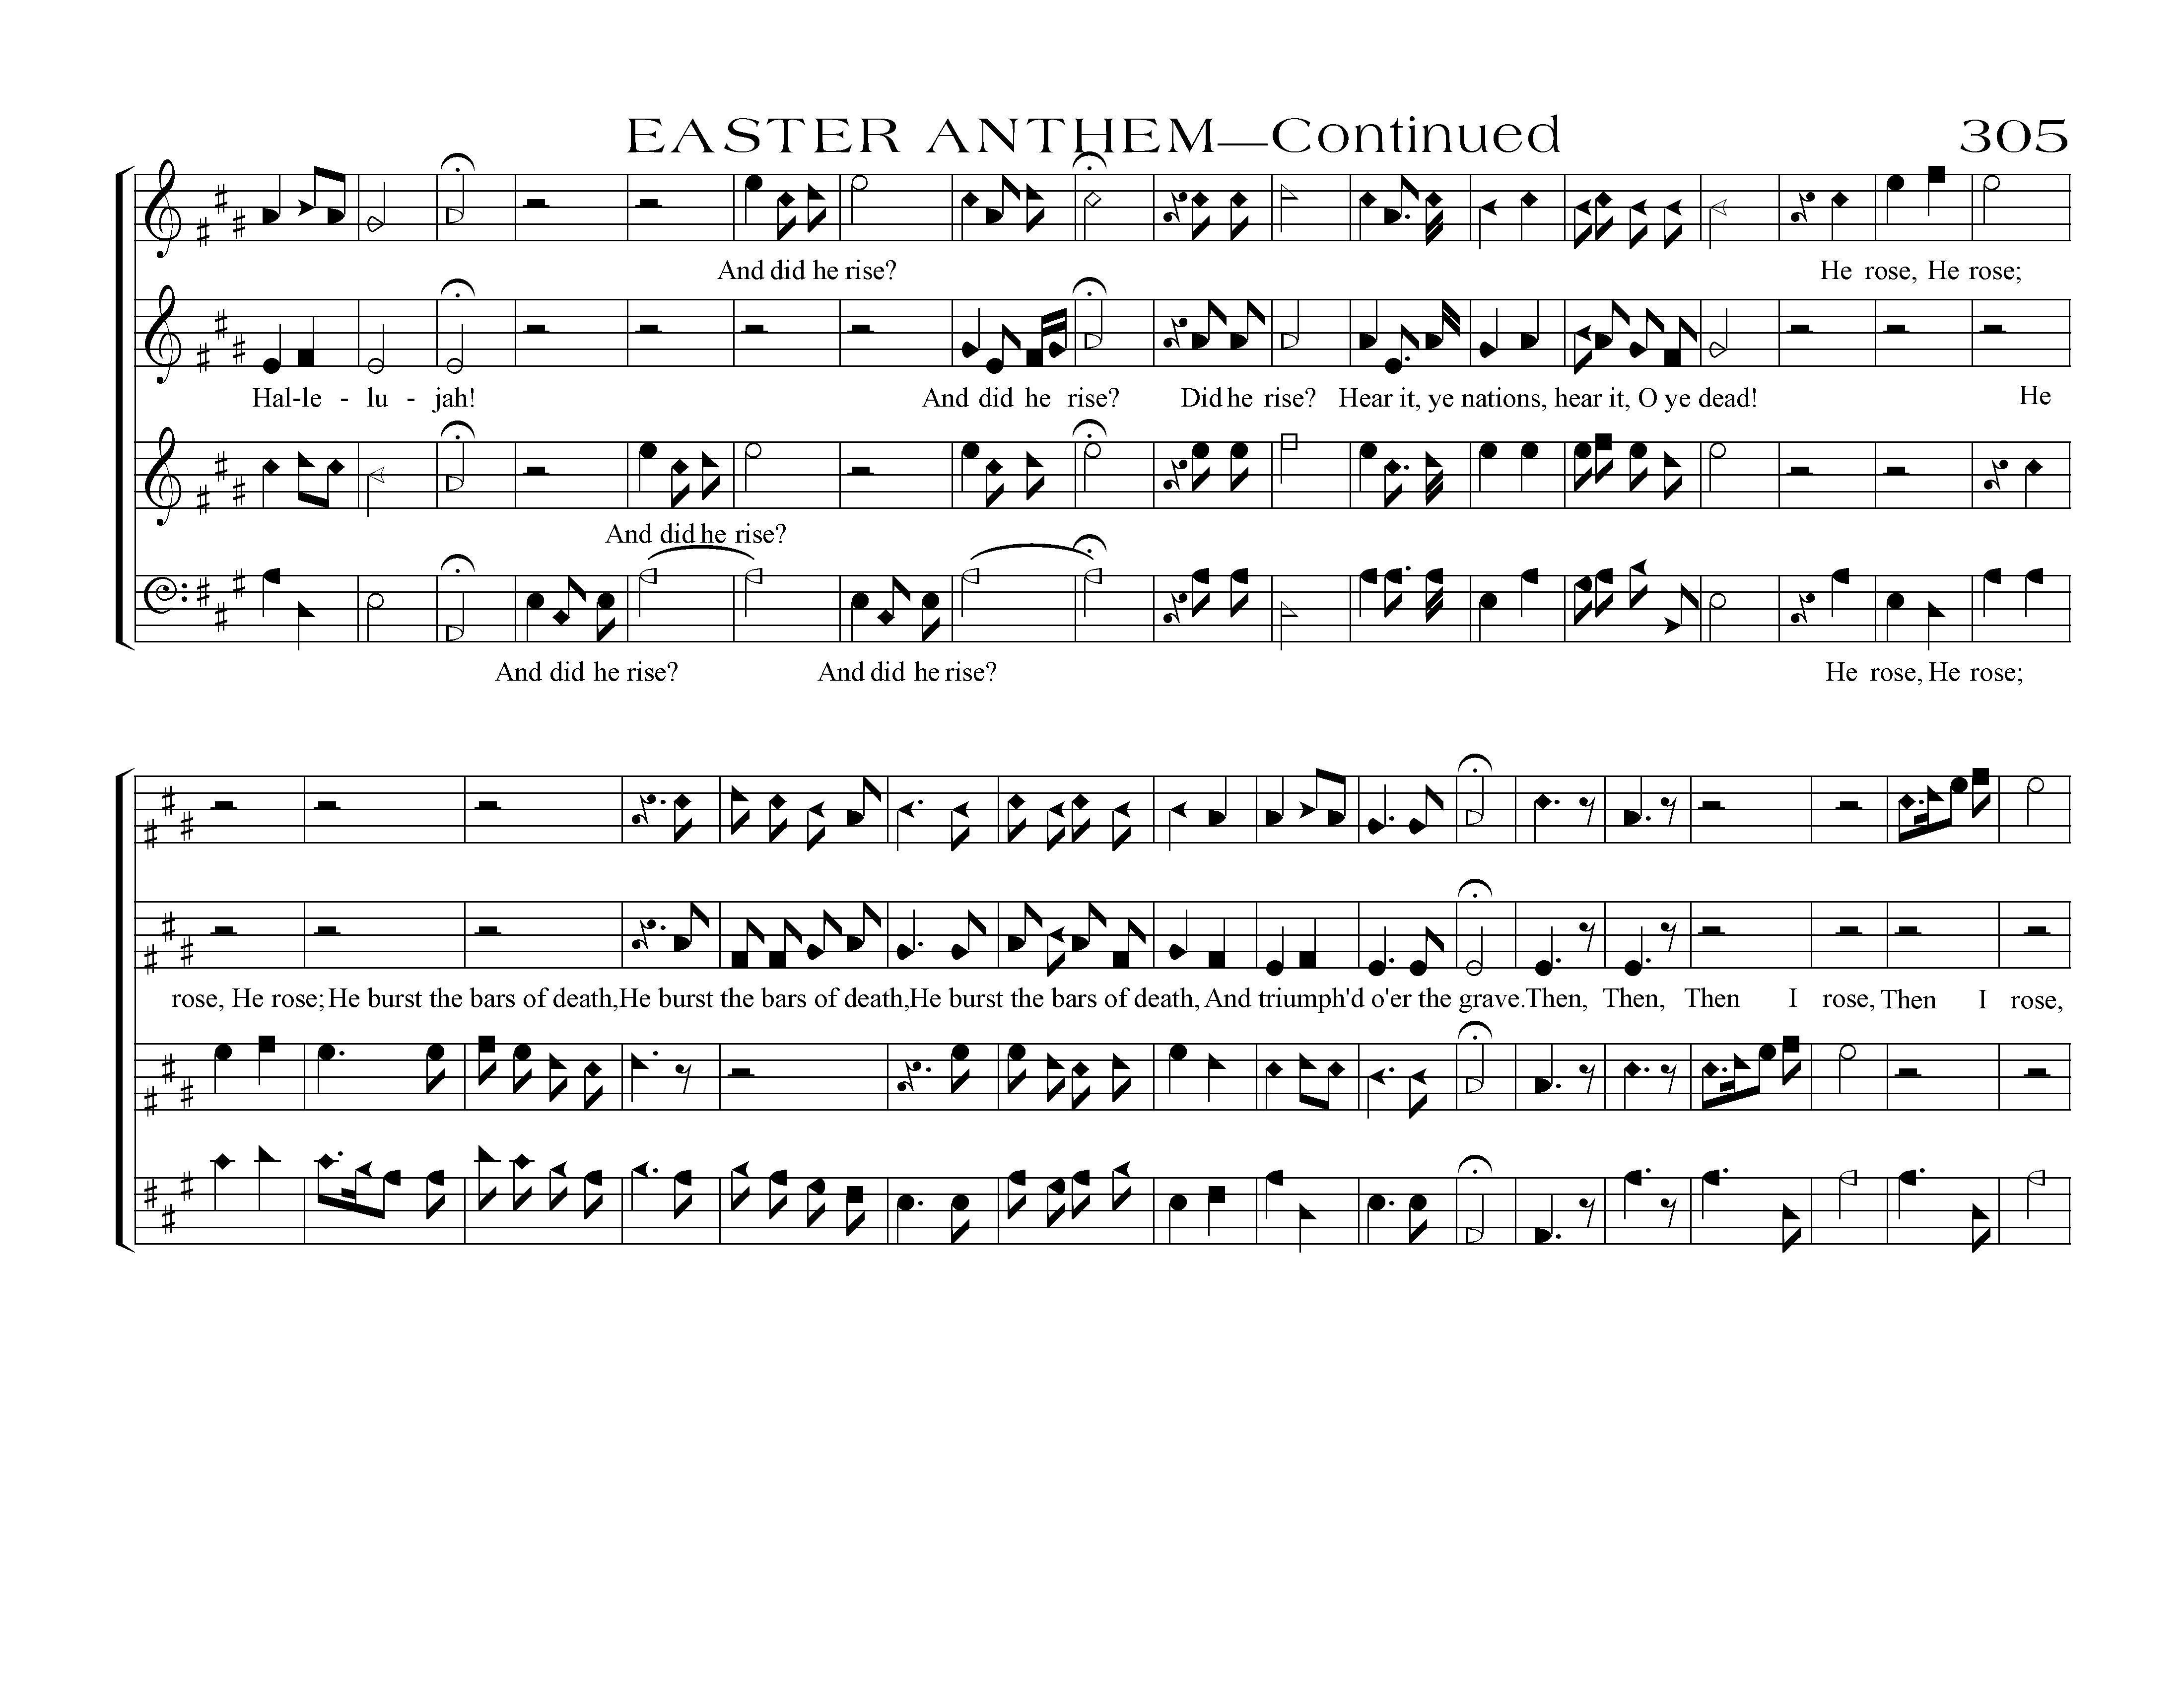 EASTER ANTHEM—Continued 305
And did he rise? He rose, He rose;
Hal-le - lu - jah! And did he rise? Did he rise? Hear it, ye nations, hear it, O ye dead! He
And did he rise?
And did he rise? And did he rise? He rose, He rose;
rose, He rose; He burst the bars of death, He burst the bars of death, He burst the bars of death, And triumph'd o'er the grave. Then, Then, Then I rose, Then I rose,